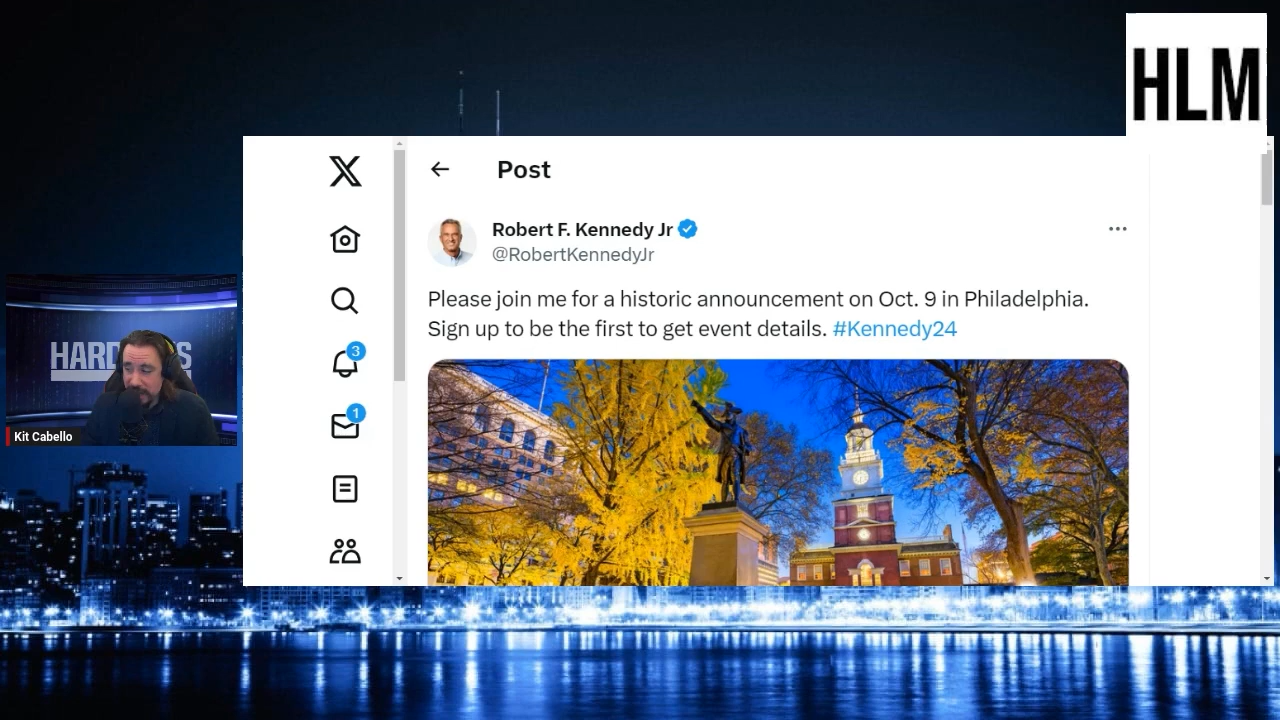 HLM
Post
Robert F. Kennedy Jr
@RobertKennedyJr
Please join me for a historic announcement on Oct. 9 in Philadelphia.
Sign up to be the first to get event details. #Kennedy24
3
1
Kit Cabello